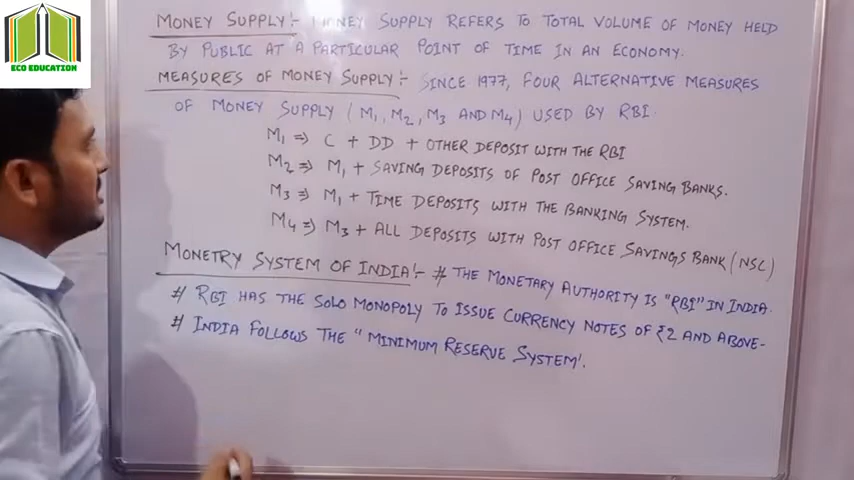 ECO EDUCATION
MONEY SUPPLY:- MONEY SUPPLY REFERS TO TOTAL VOLUME OF MONEY HELD
BY PUBLIC AT A PARTICULAR POINT OF TIME IN AN ECONOMY.
MEASURES OF MONEY SUPPLY:- SINCE 1977, FOUR ALTERNATIVE MEASURES
OF MONEY SUPPLY (M1, M2, M3 AND M4) USED BY RBI.
M1 => C + DD + OTHER DEPOSIT WITH THE RBI
M2 => M1 + SAVING DEPOSITS OF POST OFFICE SAVING BANKS.
M3 => M1 + TIME DEPOSITS WITH THE BANKING SYSTEM.
M4 => M3 + ALL DEPOSITS WITH POST OFFICE SAVINGS BANK (NSC)
MONETRY SYSTEM OF INDIA:- # THE MONETARY AUTHORITY IS "RBI" IN INDIA.
# RBI HAS THE SOLO MONOPOLY TO ISSUE CURRENCY NOTES OF ₹2 AND ABOVE-
# INDIA FOLLOWS THE "MINIMUM RESERVE SYSTEM'.